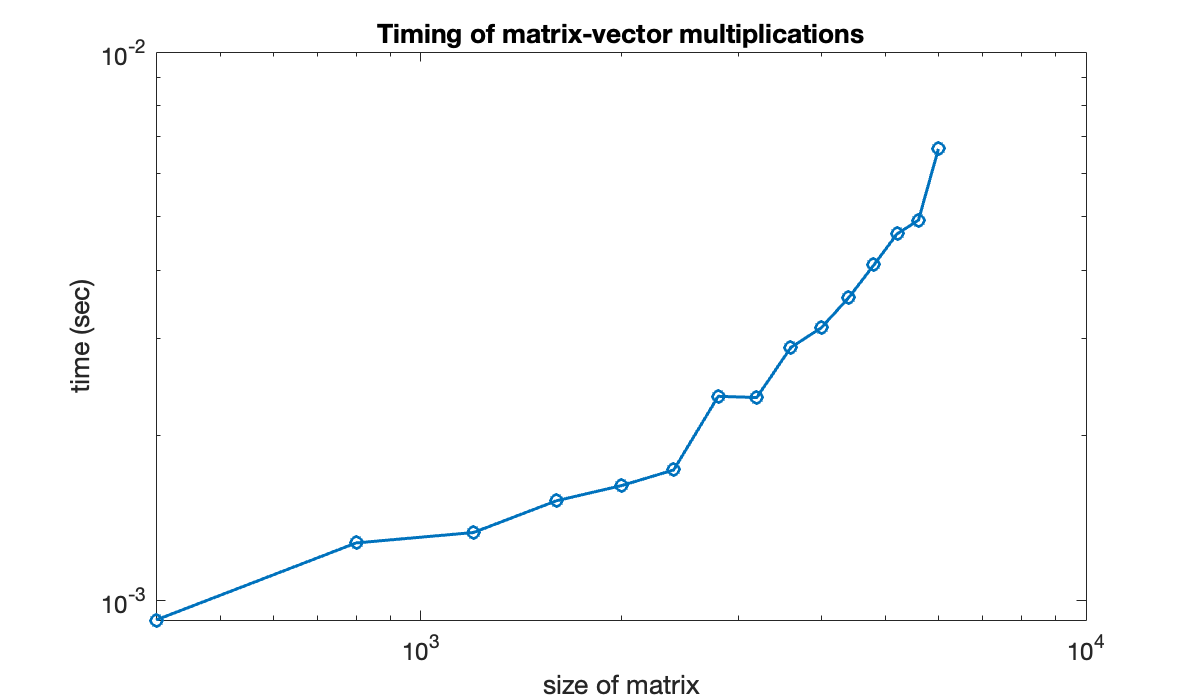 Timing of matrix-vector multiplications
10^-2
time (sec)
10^-3
10^3
10^4
size of matrix